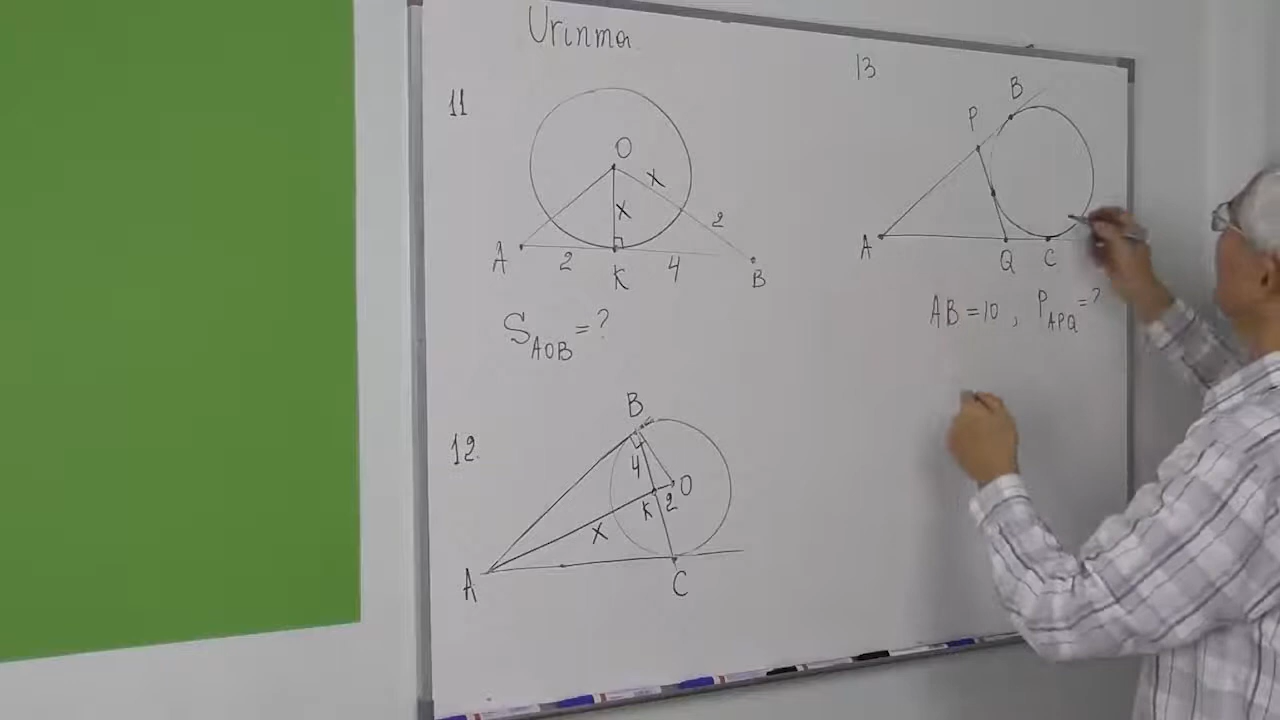 Urinma
11
O
x
x
2
A
2
K
4
B
S_AOB = ?
12.
B
4
O
K
2
x
A
C
13
B
P
A
Q
C
AB = 10 , P_APQ = ?